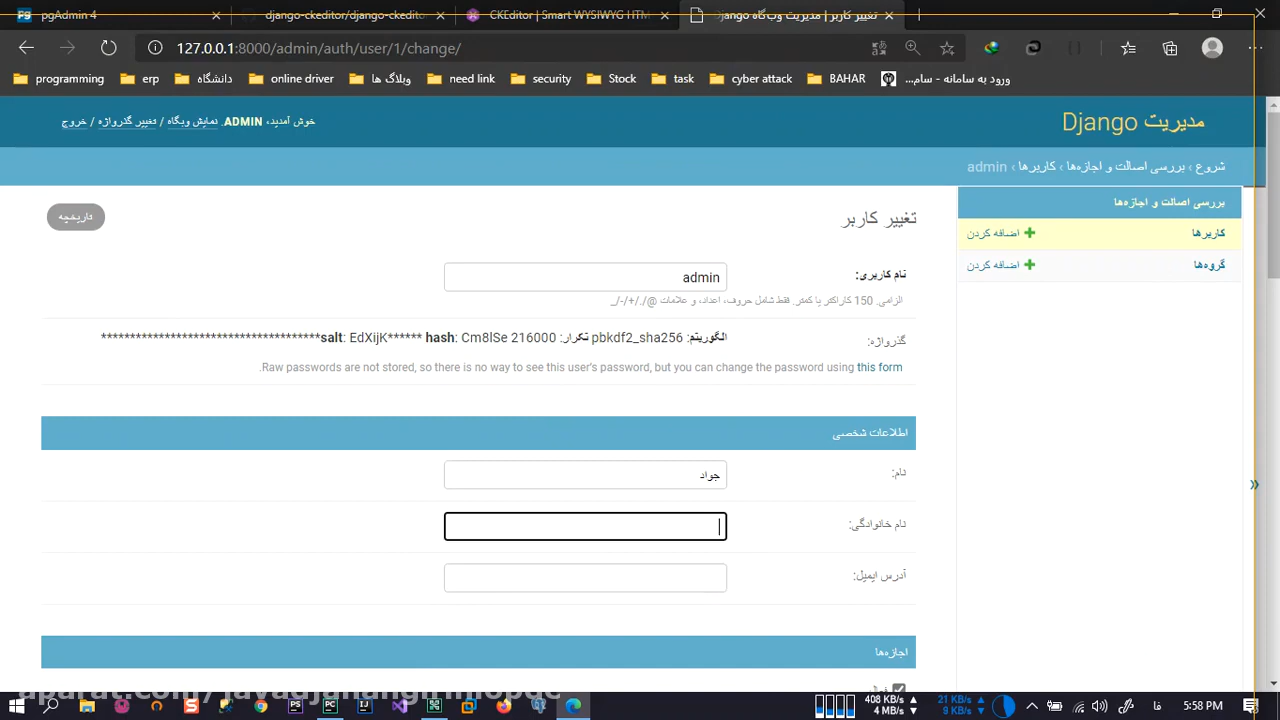 pgAdmin 4
django-ckeditor/django-ckeditor
CKEditor | Smart WYSIWYG HTM
تغییر کاربر | مدیریت وب‌گاه Django
127.0.0.1:8000/admin/auth/user/1/change/
programming
erp
دانشگاه
online driver
وبلاگ ها
need link
security
Stock
task
cyber attack
BAHAR
ورود به سامانه - سام...
مدیریت Django
خوش آمدید، ADMIN. نمایش وبگاه / تغییر گذرواژه / خروج
شروع › بررسی اصالت و اجازه‌ها › کاربرها › admin
بررسی اصالت و اجازه‌ها
کاربرها
اضافه کردن
گروه‌ها
اضافه کردن
تغییر کاربر
تاریخچه
نام کاربری:
admin
الزامی. 150 کاراکتر یا کمتر. فقط شامل حروف، اعداد، و علامات @/./+/-/_
گذرواژه:
الگوریتم: pbkdf2_sha256 تکرار: 216000 salt: EdXijK****** hash: Cm8lSe**************************************
Raw passwords are not stored, so there is no way to see this user's password, but you can change the password using this form.
اطلاعات شخصی
نام:
جواد
نام خانوادگی:
آدرس ایمیل:
اجازه‌ها
فعال
408 KB/s
4 MB/s
21 KB/s
9 KB/s
فا
5:58 PM